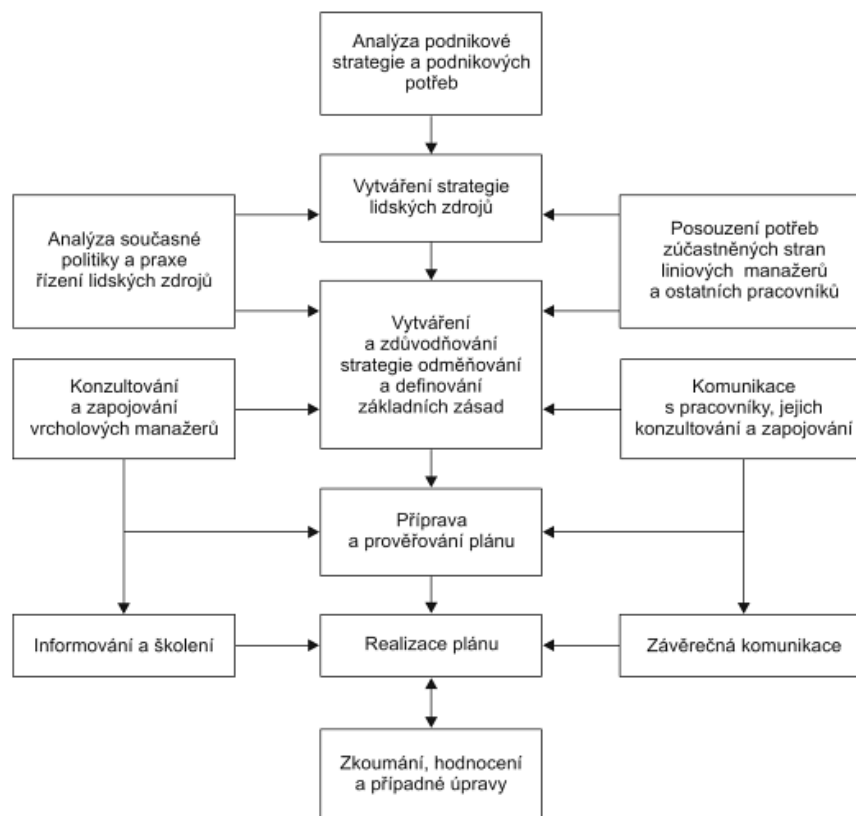 Analýza podnikové
strategie a podnikových
potřeb
Vytváření strategie
lidských zdrojů
Analýza současné
politiky a praxe
řízení lidských zdrojů
Posouzení potřeb
zúčastněných stran
liniových manažerů
a ostatních pracovníků
Vytváření
a zdůvodňování
strategie odměňování
a definování
základních zásad
Konzultování
a zapojování
vrcholových manažerů
Komunikace
s pracovníky, jejich
konzultování a zapojování
Příprava
a prověřování plánu
Informování a školení
Realizace plánu
Závěrečná komunikace
Zkoumání, hodnocení
a případné úpravy